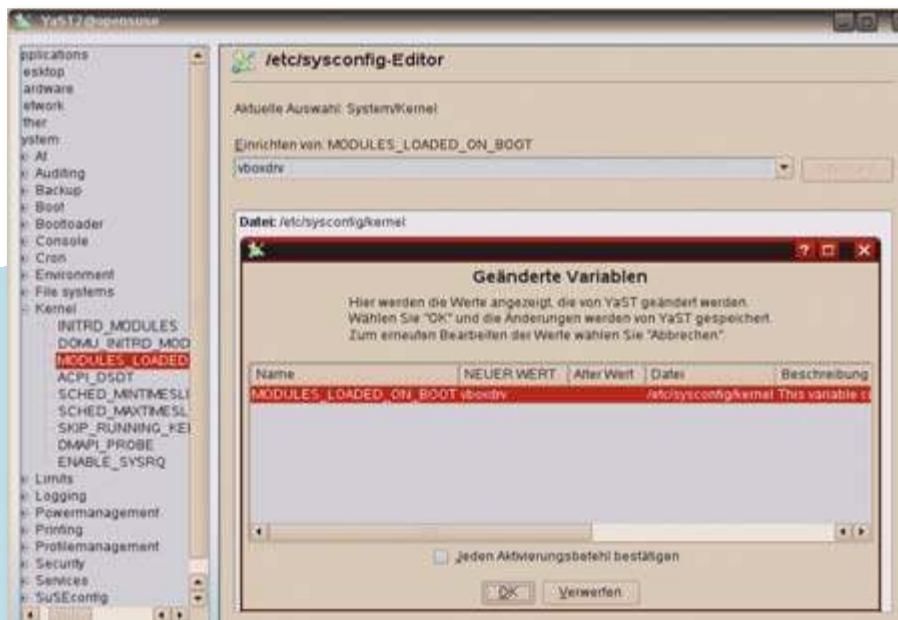 YaST2@opensuse
pplications
esktop
ardware
etwork
ther
ystem
AI
Auditing
Backup
Boot
Bootloader
Console
Cron
Environment
File systems
Kernel
INITRD_MODULES
DOMU_INITRD_MOD
MODULES_LOADED
ACPI_DSDT
SCHED_MINTIMESLI
SCHED_MAXTIMESL
SKIP_RUNNING_KEI
DMAPI_PROBE
ENABLE_SYSRQ
Limits
Logging
Powermanagement
Printing
Profilemanagement
Security
Services
SuSEconfig
/etc/sysconfig-Editor
Aktuelle Auswahl: System/Kernel
Einrichten von: MODULES_LOADED_ON_BOOT
vboxdrv
Datei: /etc/sysconfig/kernel
Geänderte Variablen
Hier werden die Werte angezeigt, die von YaST geändert werden.
Wählen Sie "OK" und die Änderungen werden von YaST gespeichert.
Zum erneuten Bearbeiten der Werte wählen Sie "Abbrechen"
Name NEUER WERT Alter Wert Datei Beschreibung
MODULES_LOADED_ON_BOOT vboxdrv /etc/sysconfig/kernel This variable
Jeden Aktivierungsbefehl bestätigen
OK Verwerfen